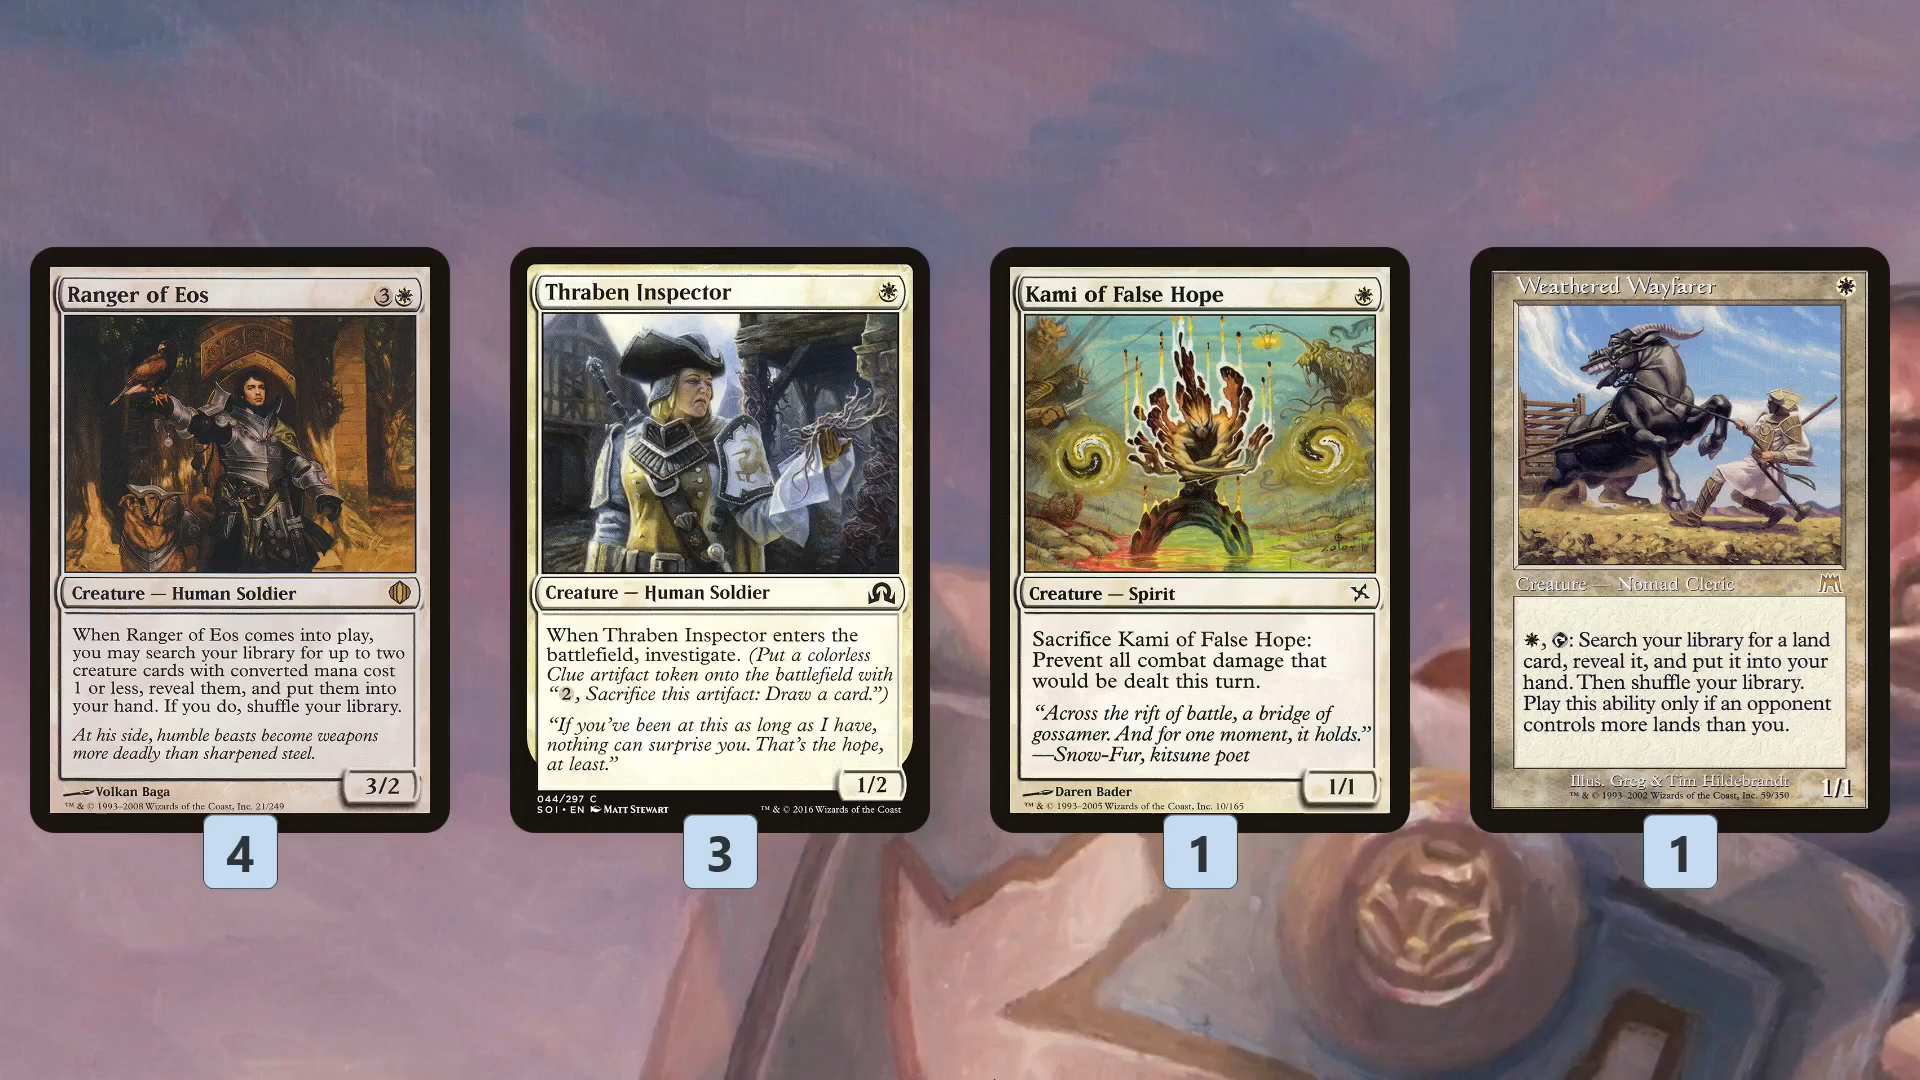 Ranger of Eos
3
Creature — Human Soldier
When Ranger of Eos comes into play,
you may search your library for up to two
creature cards with converted mana cost
1 or less, reveal them, and put them into
your hand. If you do, shuffle your library.
At his side, humble beasts become weapons
more deadly than sharpened steel.
Volkan Baga
3/2
™ & © 1993–2008 Wizards of the Coast, Inc. 21/249
4
Thraben Inspector
Creature — Human Soldier
When Thraben Inspector enters the
battlefield, investigate. (Put a colorless
Clue artifact token onto the battlefield with
“2, Sacrifice this artifact: Draw a card.”)
“If you’ve been at this as long as I have,
nothing can surprise you. That’s the hope,
at least.”
1/2
044/297 C
SOI • EN Matt Stewart
™ & © 2016 Wizards of the Coast
3
Kami of False Hope
Creature — Spirit
Sacrifice Kami of False Hope:
Prevent all combat damage that
would be dealt this turn.
“Across the rift of battle, a bridge of
gossamer. And for one moment, it holds.”
—Snow-Fur, kitsune poet
Daren Bader
1/1
™ & © 1993–2005 Wizards of the Coast, Inc. 10/165
1
Weathered Wayfarer
Creature — Nomad Cleric
, : Search your library for a land
card, reveal it, and put it into your
hand. Then shuffle your library.
Play this ability only if an opponent
controls more lands than you.
Illus. Greg & Tim Hildebrandt
™ & © 1993–2002 Wizards of the Coast, Inc. 59/350
1/1
1